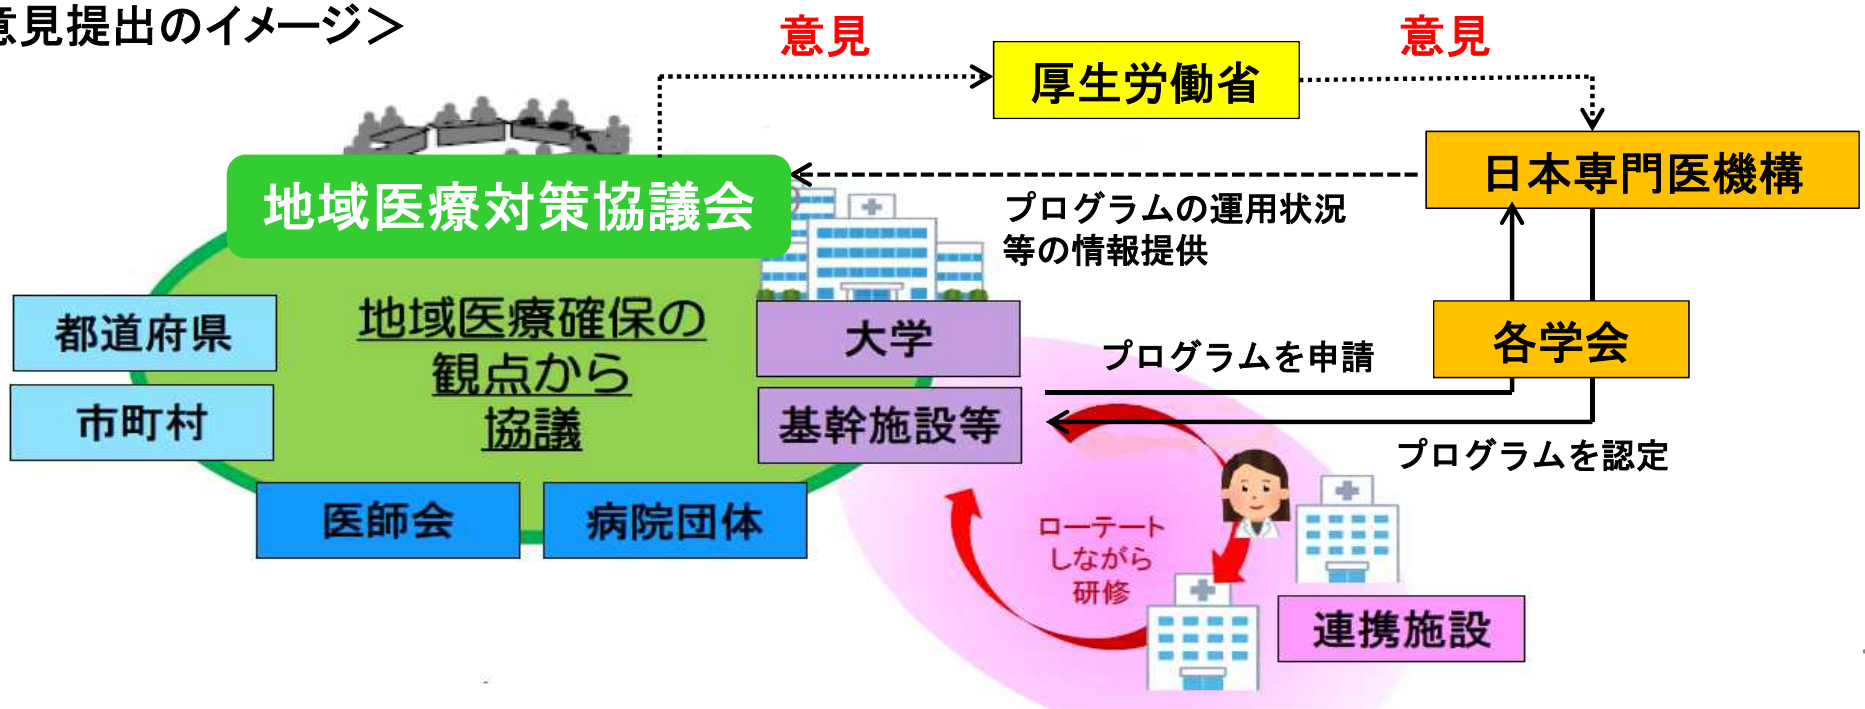 意見提出のイメージ＞
意見
意見
厚生労働省
日本専門医機構
地域医療対策協議会
プログラムの運用状況
等の情報提供
都道府県
市町村
地域医療確保の
観点から
協議
大学
基幹施設等
各学会
プログラムを申請
プログラムを認定
医師会
病院団体
ローテート
しながら
研修
連携施設